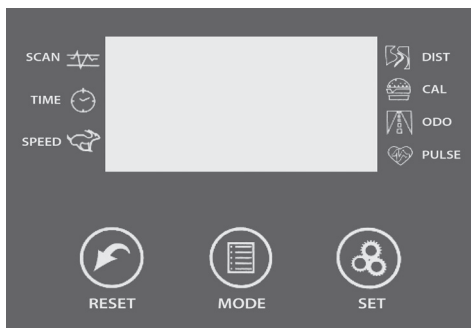 SCAN
TIME
SPEED
DIST
CAL
ODO
PULSE
RESET
MODE
SET